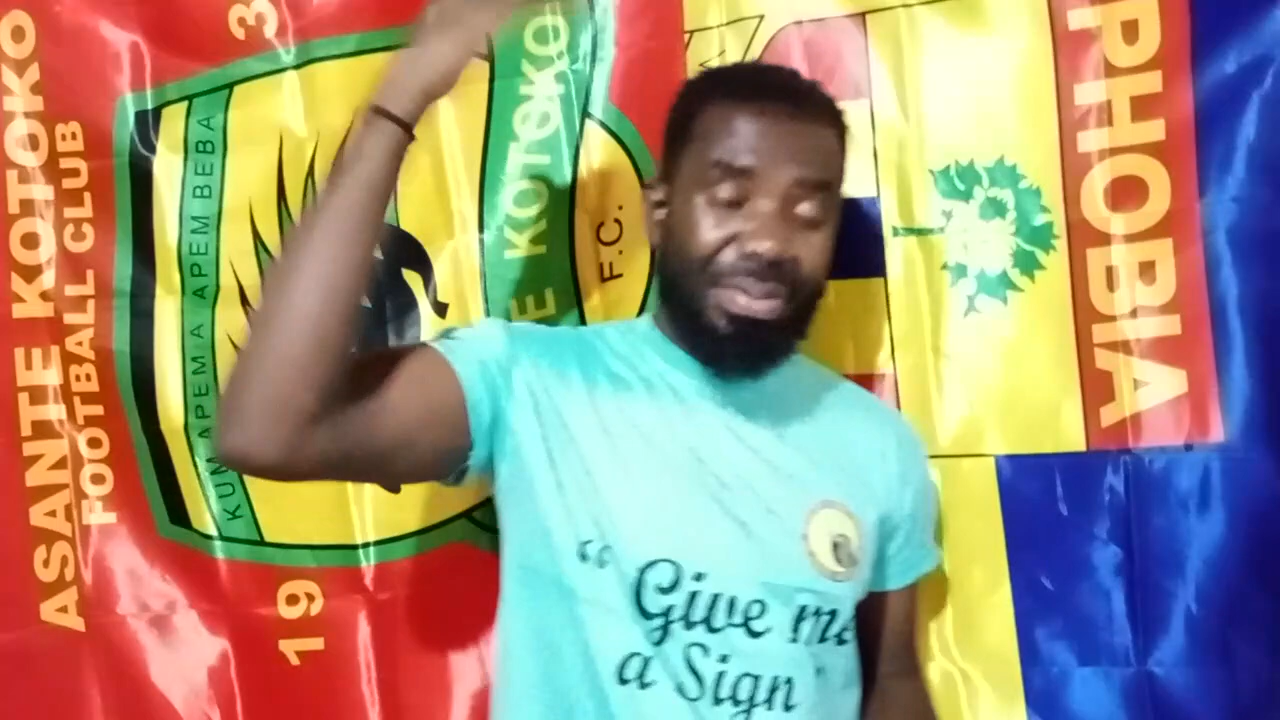 ASANTE KOTOKO
FOOTBALL CLUB
19
3
KUM APEM A APEM BEBA
E KOTOKO
F.C.
PHOBIA
“Give me
a Sign